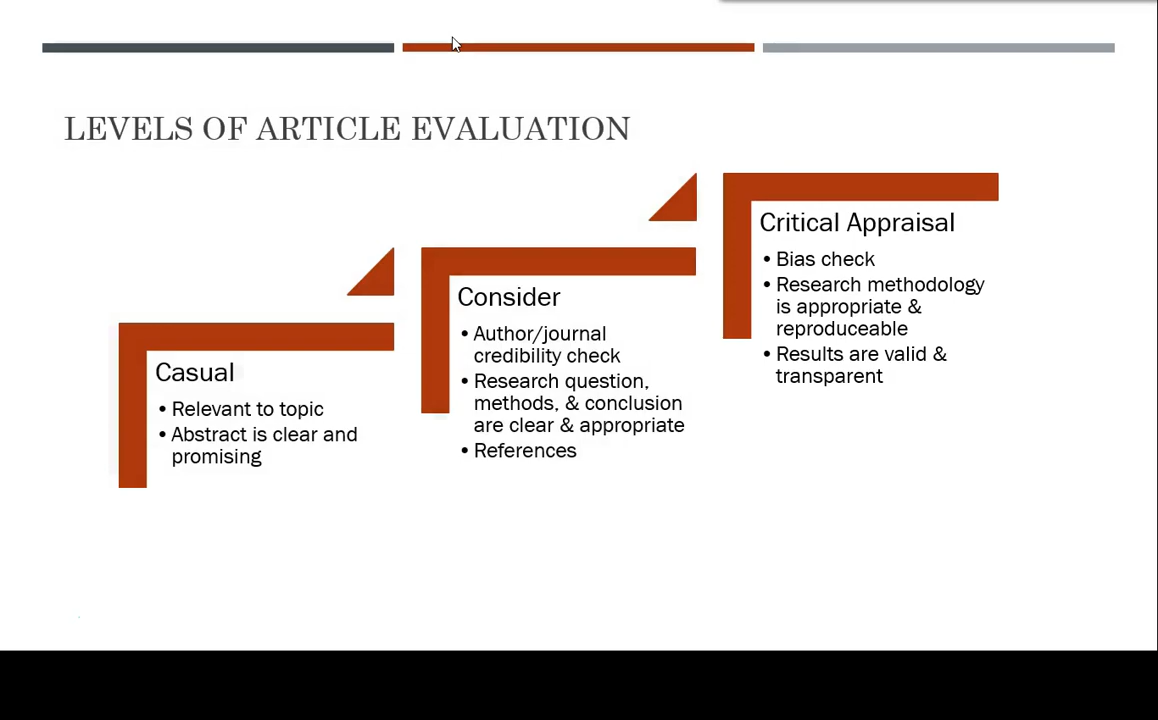 LEVELS OF ARTICLE EVALUATION
Casual
• Relevant to topic
• Abstract is clear and
promising
Consider
• Author/journal
credibility check
• Research question,
methods, & conclusion
are clear & appropriate
• References
Critical Appraisal
• Bias check
• Research methodology
is appropriate &
reproduceable
• Results are valid &
transparent